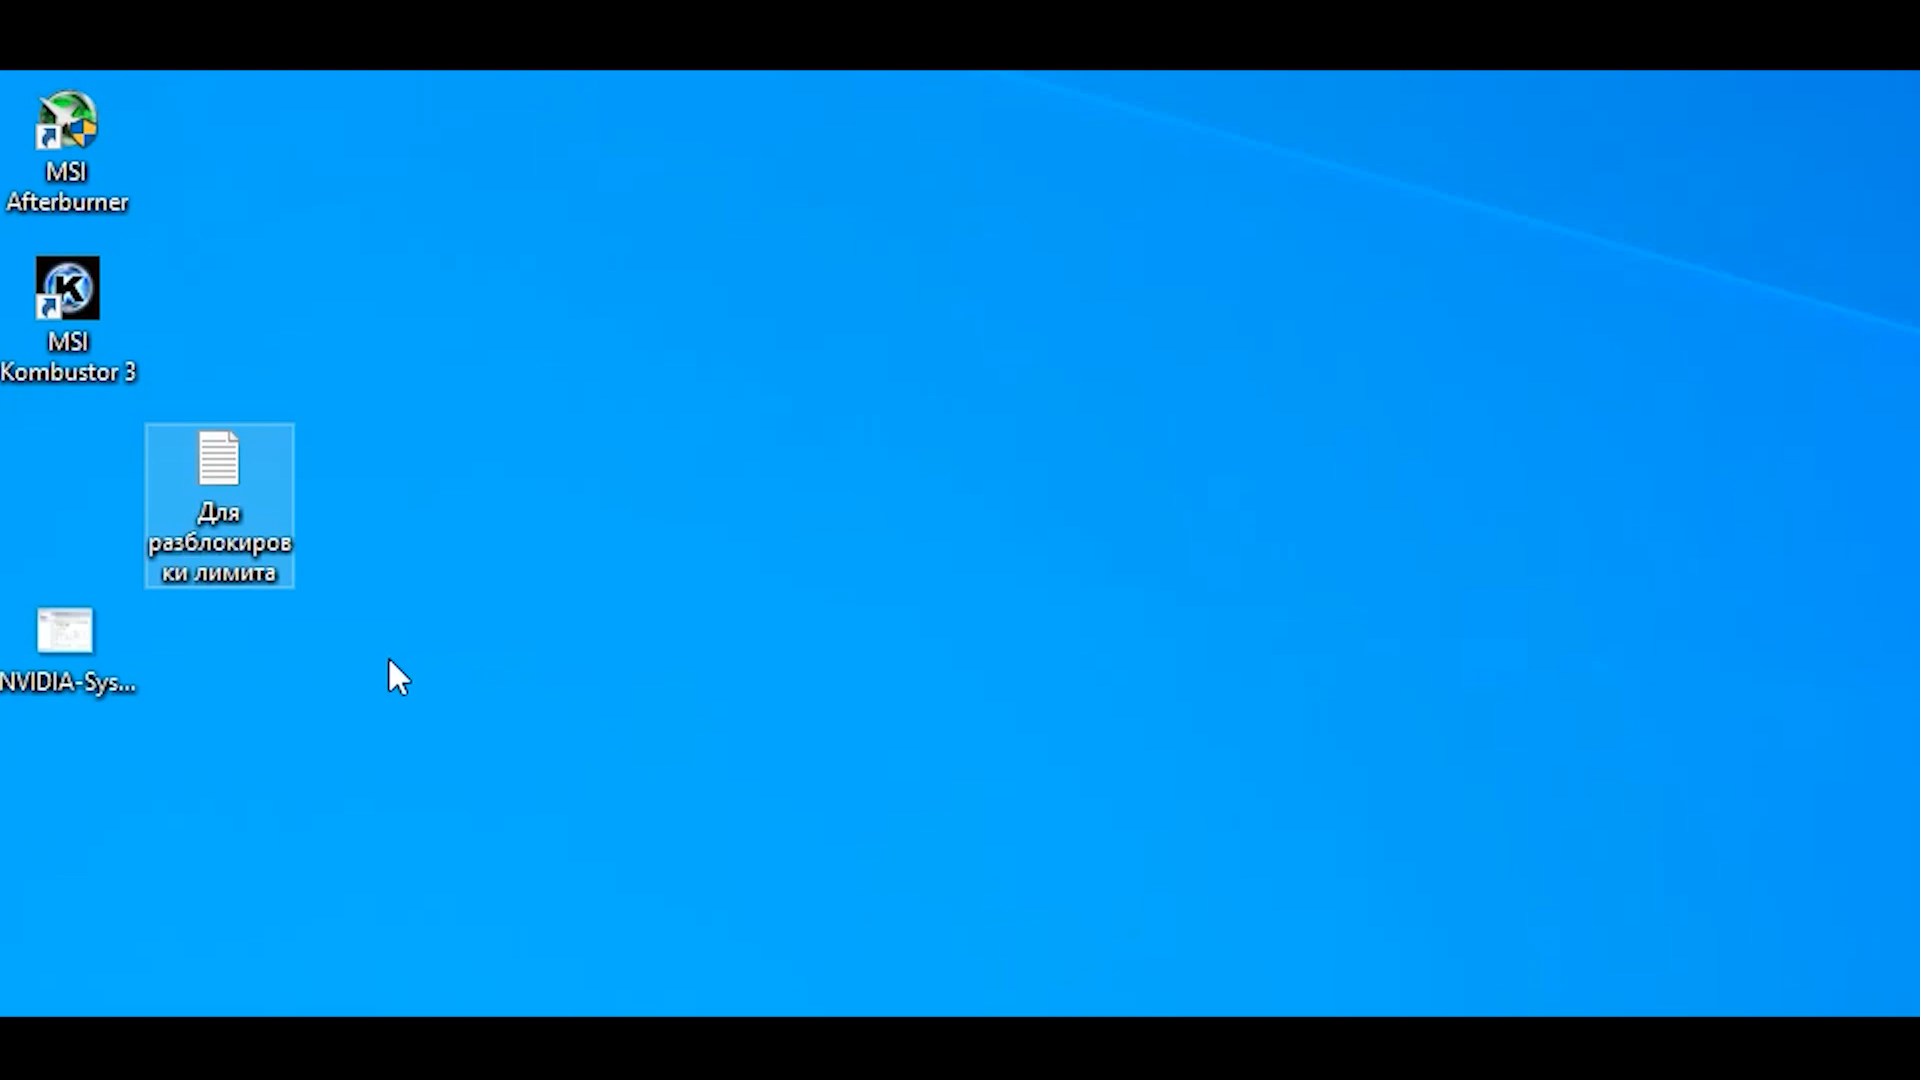 MSI
Afterburner
MSI
Kombustor 3
Для
разблокиров
ки лимита
NVIDIA-Sys...